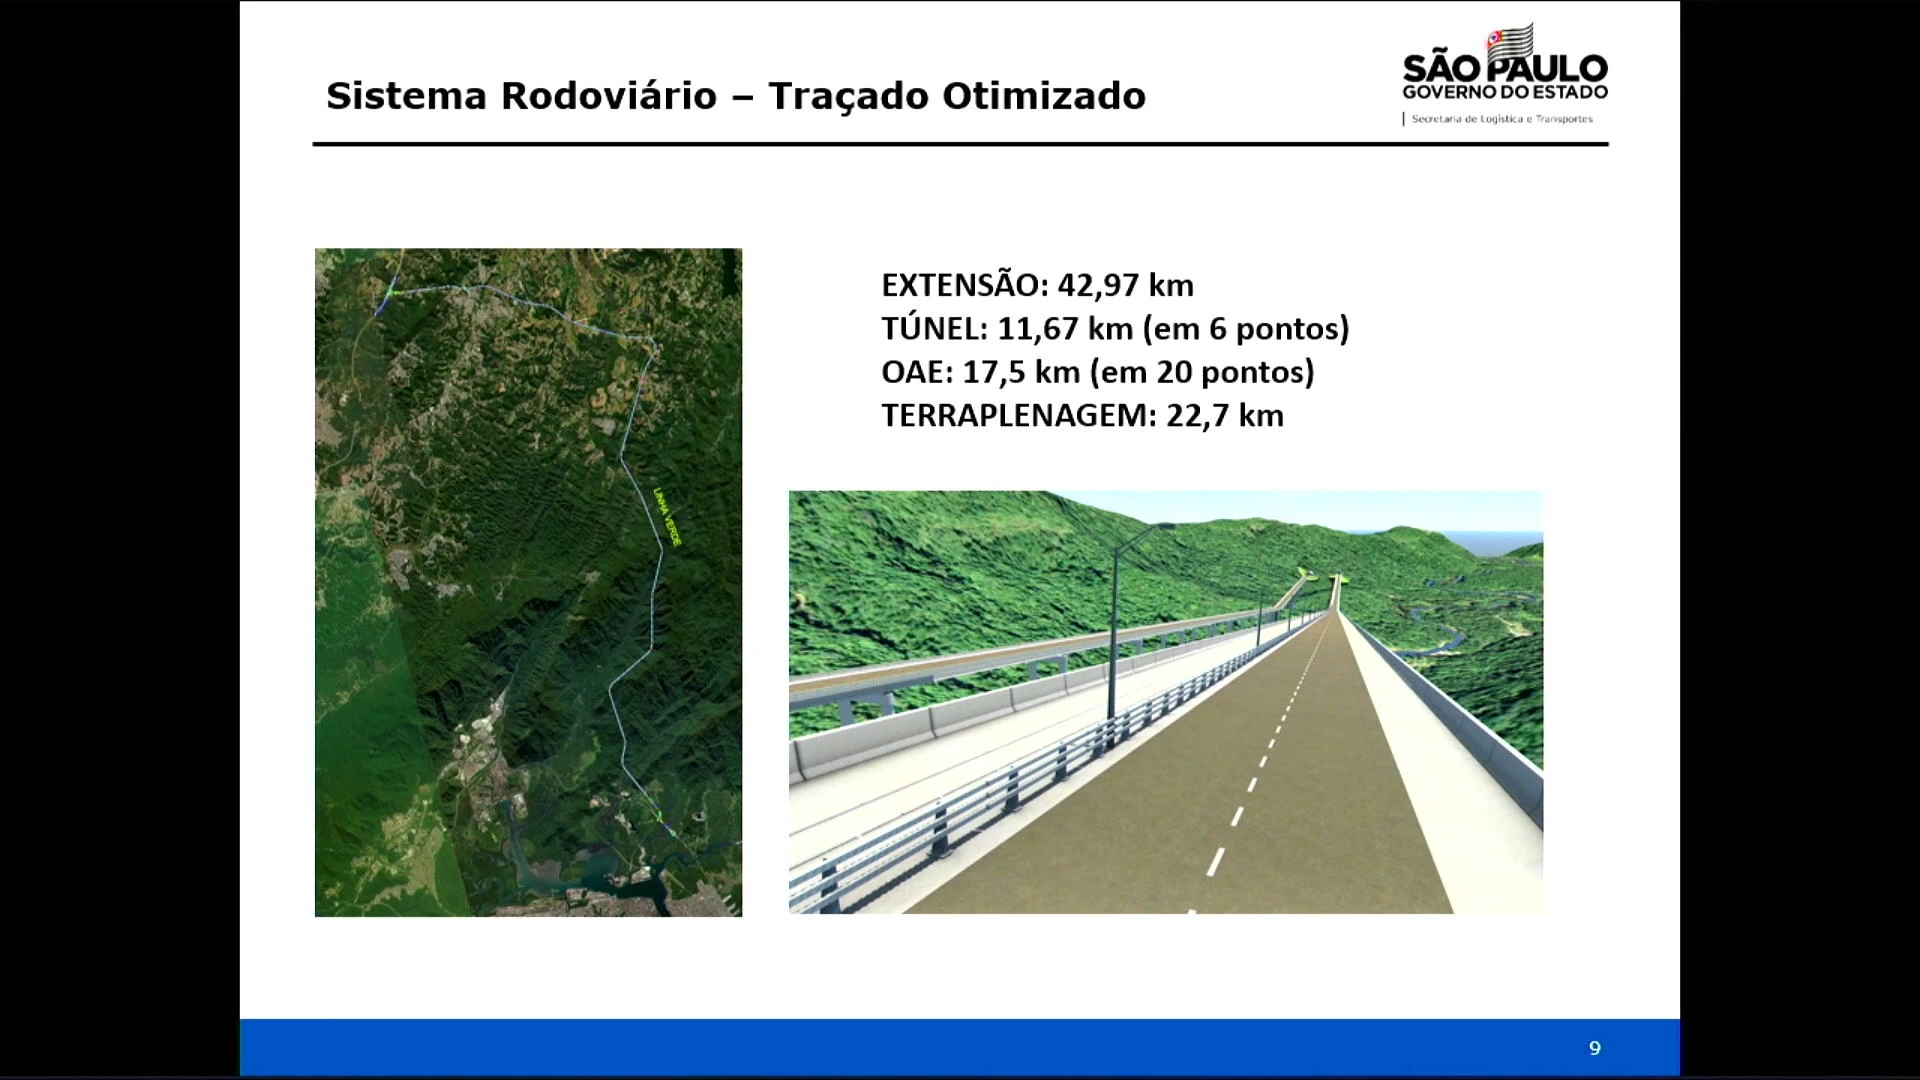 Sistema Rodoviário – Traçado Otimizado
SÃO PAULO
GOVERNO DO ESTADO
Secretaria de Logística e Transportes
EXTENSÃO: 42,97 km
TÚNEL: 11,67 km (em 6 pontos)
OAE: 17,5 km (em 20 pontos)
TERRAPLENAGEM: 22,7 km
LINHA VERDE
9